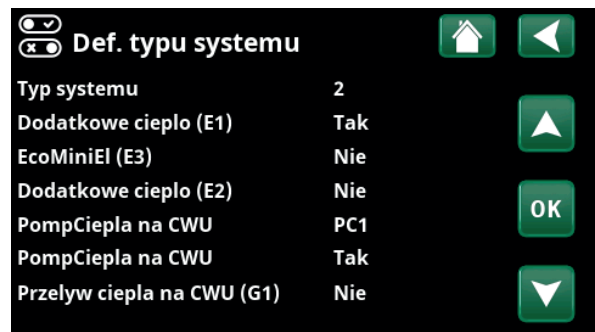 Def. typu systemu
Typ systemu 2
Dodatkowe cieplo (E1) Tak
EcoMiniEl (E3) Nie
Dodatkowe cieplo (E2) Nie
PompCiepla na CWU PC1
PompCiepla na CWU Tak
Przelyw ciepla na CWU (G1) Nie
OK